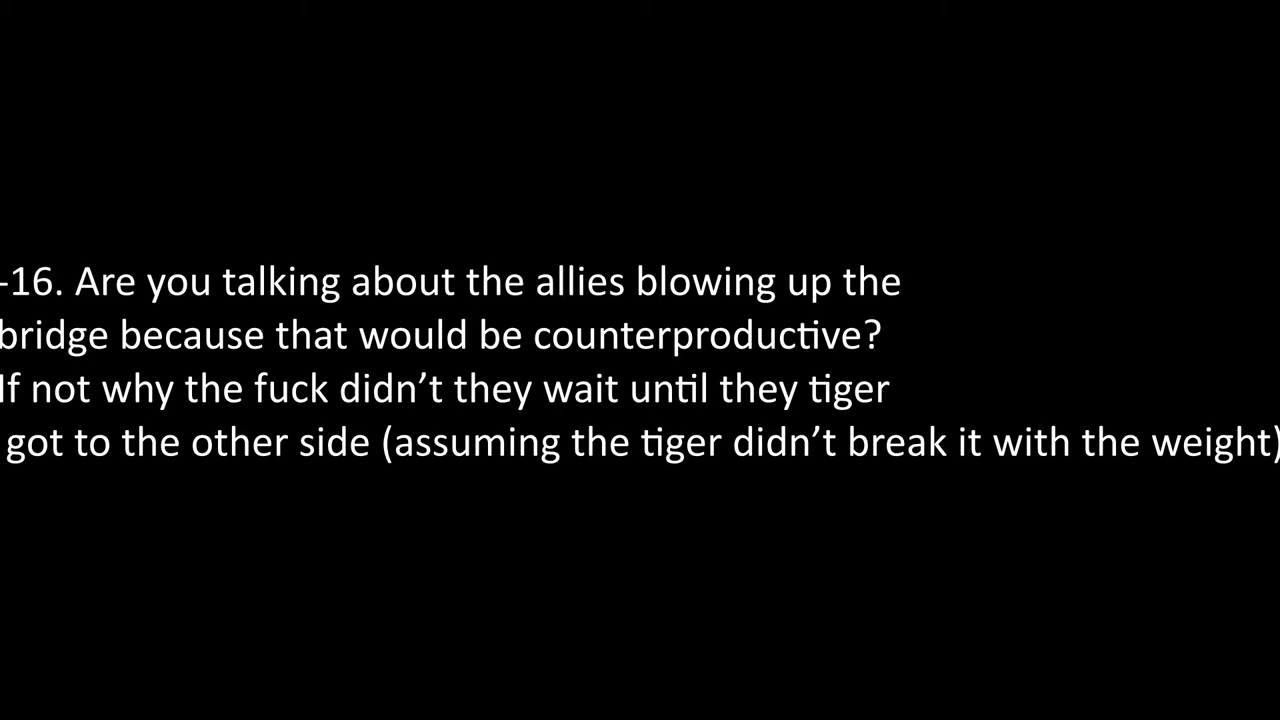 -16. Are you talking about the allies blowing up the
bridge because that would be counterproductive?
If not why the fuck didn’t they wait until they tiger
got to the other side (assuming the tiger didn’t break it with the weight)